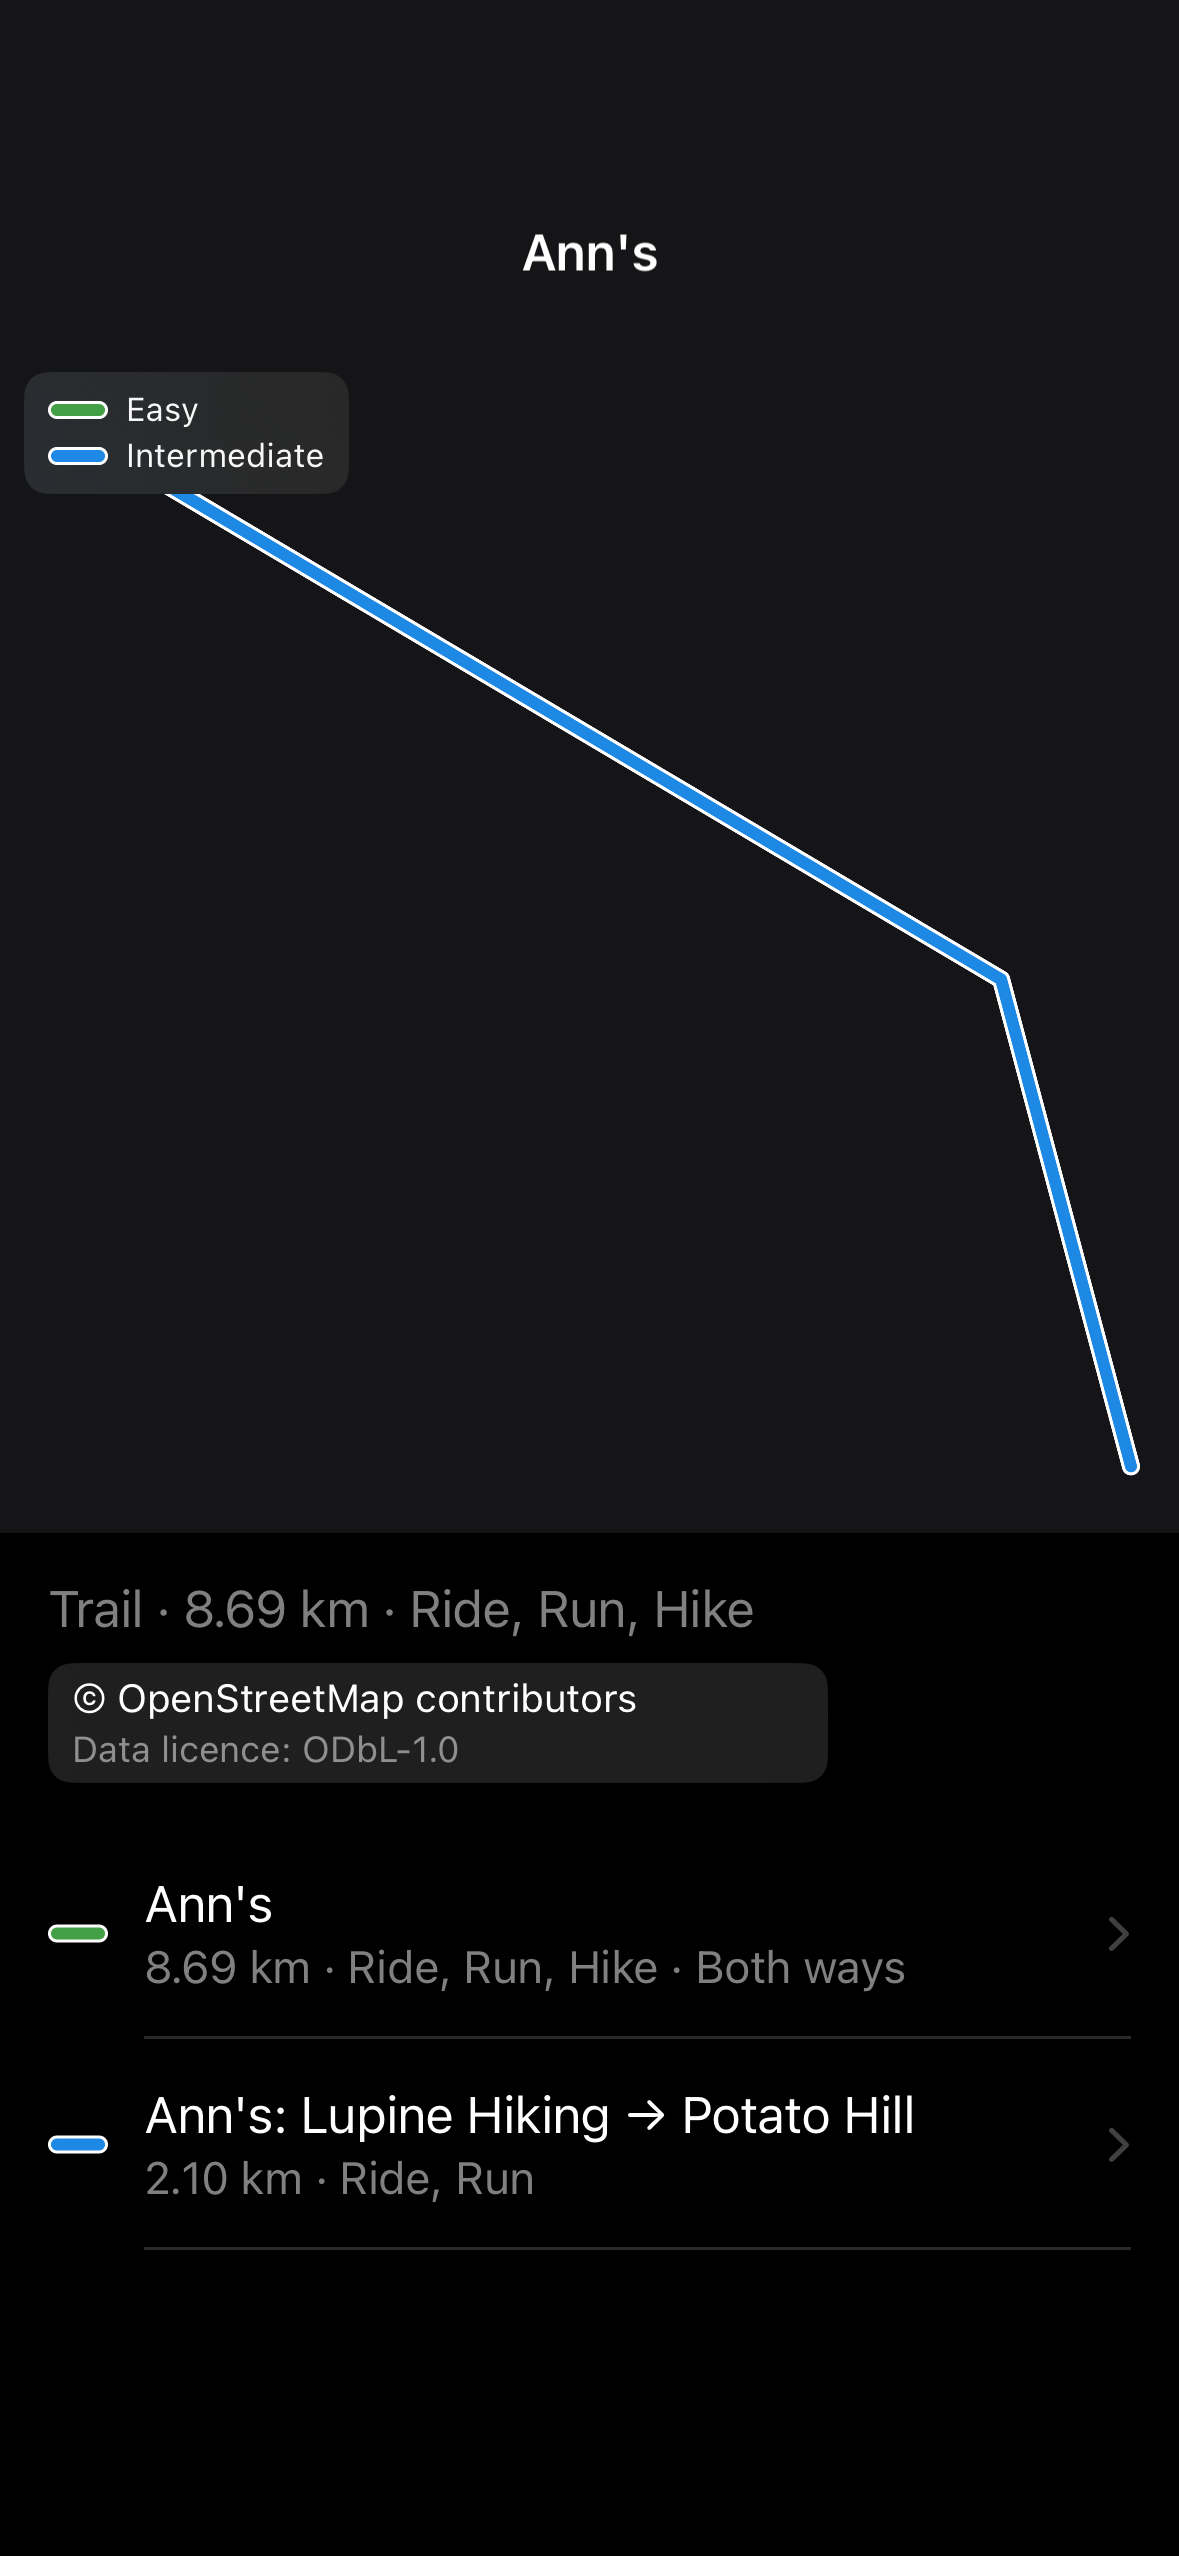 Ann's
Easy
Intermediate
Trail · 8.69 km · Ride, Run, Hike
© OpenStreetMap contributors
Data licence: ODbL-1.0
Ann's
8.69 km · Ride, Run, Hike · Both ways
Ann's: Lupine Hiking → Potato Hill
2.10 km · Ride, Run